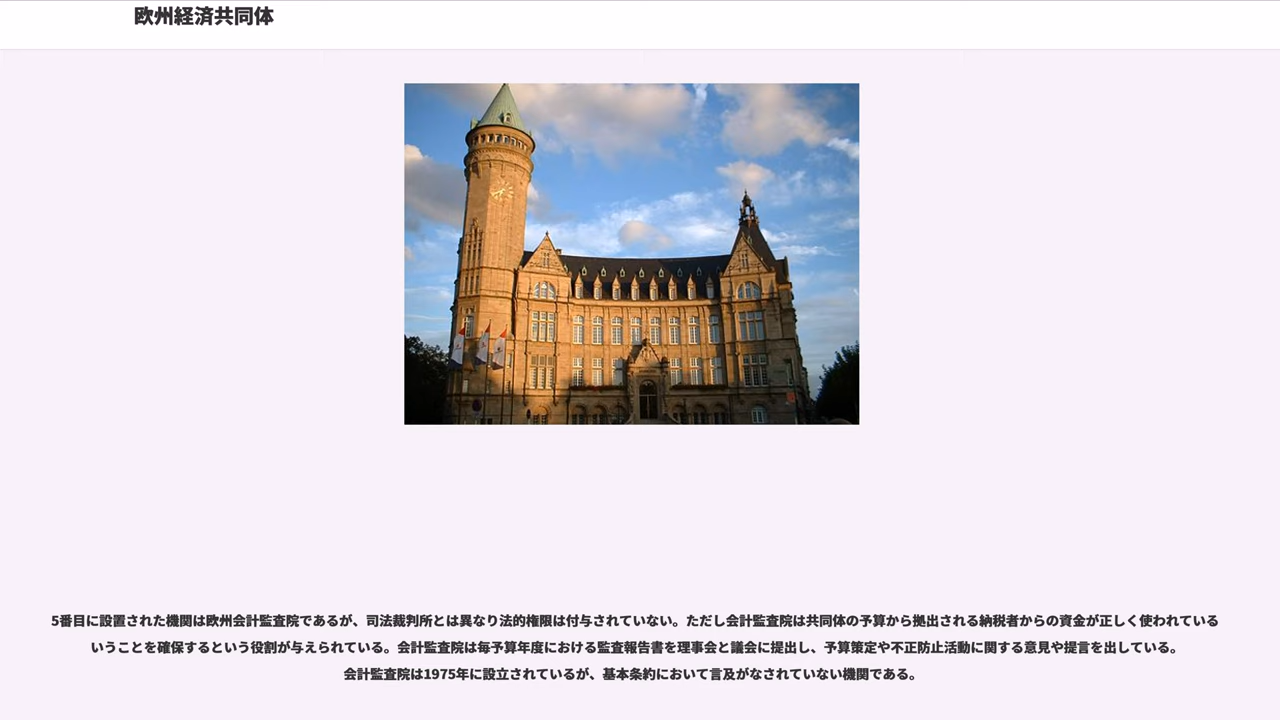 欧州経済共同体
5番目に設置された機関は欧州会計監査院であるが、司法裁判所とは異なり法的権限は付与されていない。ただし会計監査院は共同体の予算から拠出される納税者からの資金が正しく使われている
いうことを確保するという役割が与えられている。会計監査院は毎予算年度における監査報告書を理事会と議会に提出し、予算策定や不正防止活動に関する意見や提言を出している。
会計監査院は1975年に設立されているが、基本条約において言及がなされていない機関である。